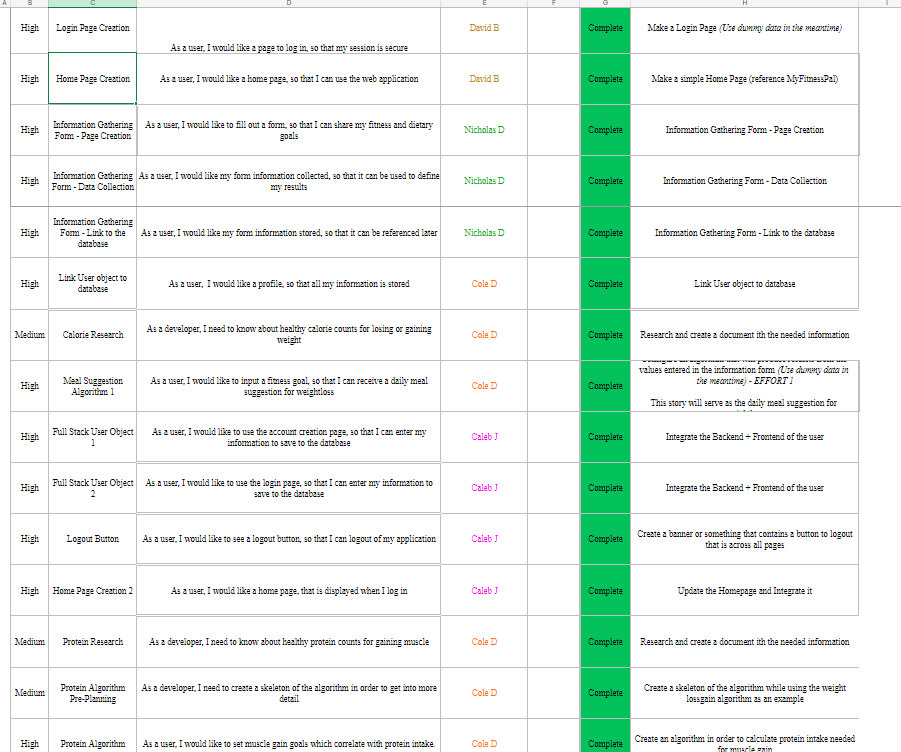 A B C D E F G H I
High Login Page Creation As a user, I would like a page to log in, so that my session is secure David B Complete Make a Login Page (Use dummy data in the meantime)
High Home Page Creation As a user, I would like a home page, so that I can use the web application David B Complete Make a simple Home Page (reference MyFitnessPal)
High Information Gathering
Form - Page Creation
As a user, I would like to fill out a form, so that I can share my fitness and dietary
goals
Nicholas D Complete Information Gathering Form - Page Creation
High Information Gathering
Form - Data Collection
As a user, I would like my form information collected, so that it can be used to define
my results
Nicholas D Complete Information Gathering Form - Data Collection
High Information Gathering
Form - Link to the
database
As a user, I would like my form information stored, so that it can be referenced later Nicholas D Complete Information Gathering Form - Link to the database
High Link User object to
database
As a user, I would like a profile, so that all my information is stored Cole D Complete Link User object to database
Medium Calorie Research As a developer, I need to know about healthy calorie counts for losing or gaining
weight
Cole D Complete Research and create a document ith the needed information
High Meal Suggestion
Algorithm 1
As a user, I would like to input a fitness goal, so that I can receive a daily meal
suggestion for weightloss
Cole D Complete
values entered in the information form (Use dummy data in
the meantime) - EFFORT 1
This story will serve as the daily meal suggestion for
High Full Stack User Object
1
As a user, I would like to use the account creation page, so that I can enter my
information to save to the database
Caleb J Complete Integrate the Backend + Frontend of the user
High Full Stack User Object
2
As a user, I would like to use the login page, so that I can enter my information to
save to the database
Caleb J Complete Integrate the Backend + Frontend of the user
High Logout Button As a user, I would like to see a logout button, so that I can logout of my application Caleb J Complete Create a banner or something that contains a button to logout
that is across all pages
High Home Page Creation 2 As a user, I would like a home page, that is displayed when I log in Caleb J Complete Update the Homepage and Integrate it
Medium Protein Research As a developer, I need to know about healthy protein counts for gaining muscle Cole D Complete Research and create a document ith the needed information
Medium Protein Algorithm
Pre-Planning
As a developer, I need to create a skeleton of the algorithm in order to get into more
detail
Cole D Complete Create a skeleton of the algorithm while using the weight
lossgain algorithm as an example
High Protein Algorithm As a user, I would like to set muscle gain goals which correlate with protein intake. Cole D Complete Create an algorithm in order to calculate protein intake needed
for muscle gain